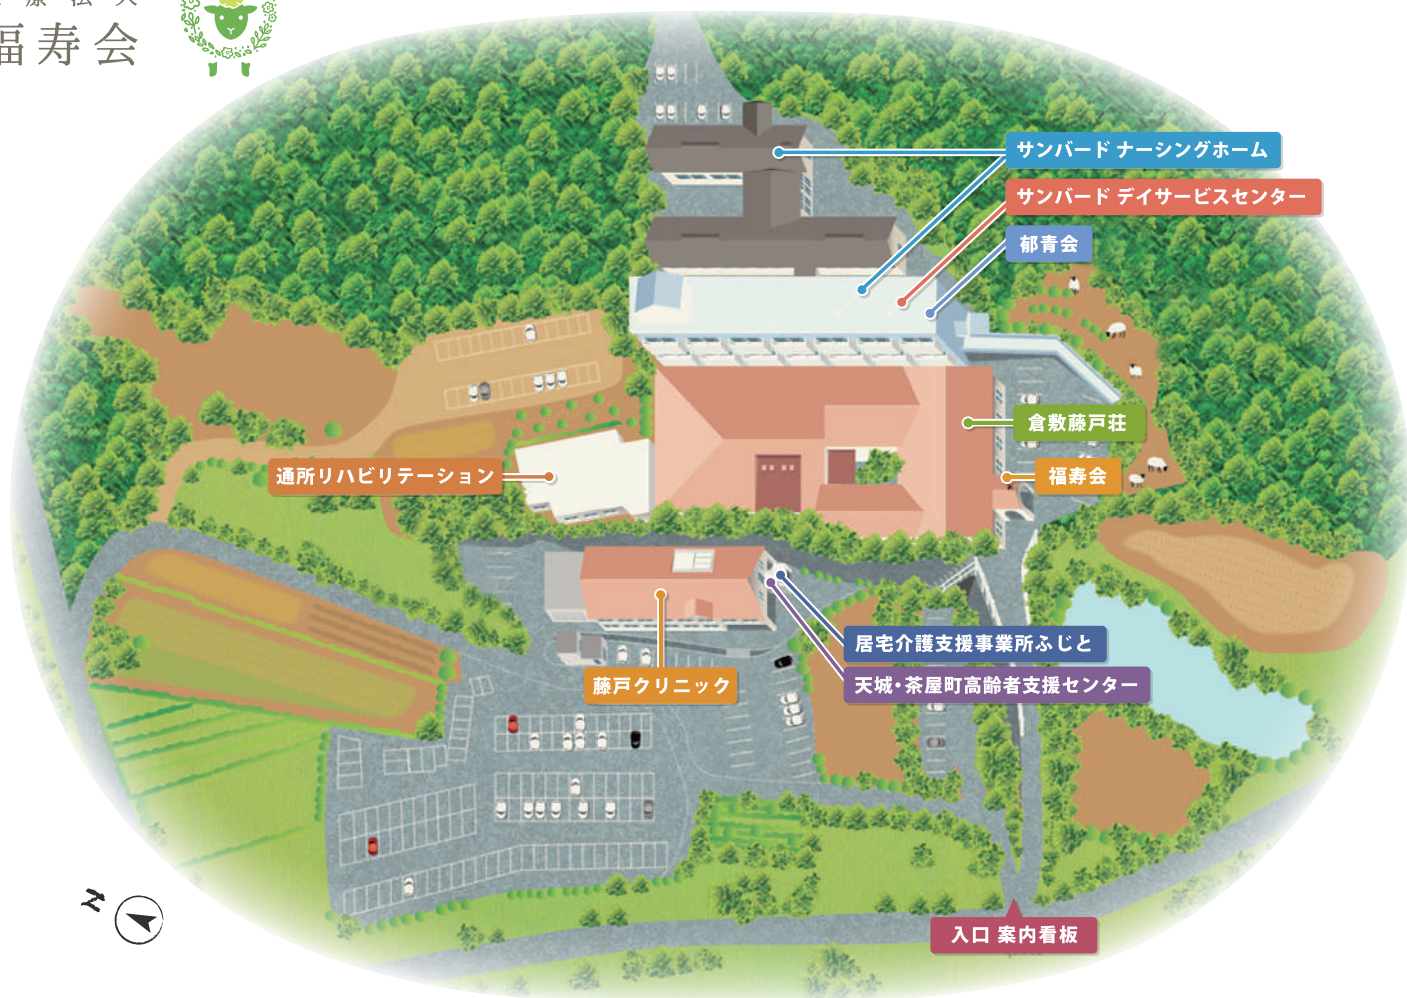 療法人
福寿会
サンバード ナーシングホーム
サンバード デイサービスセンター
郁青会
倉敷藤戸荘
通所リハビリテーション
福寿会
居宅介護支援事業所ふじと
藤戸クリニック
天城・茶屋町高齢者支援センター
N
入口 案内看板